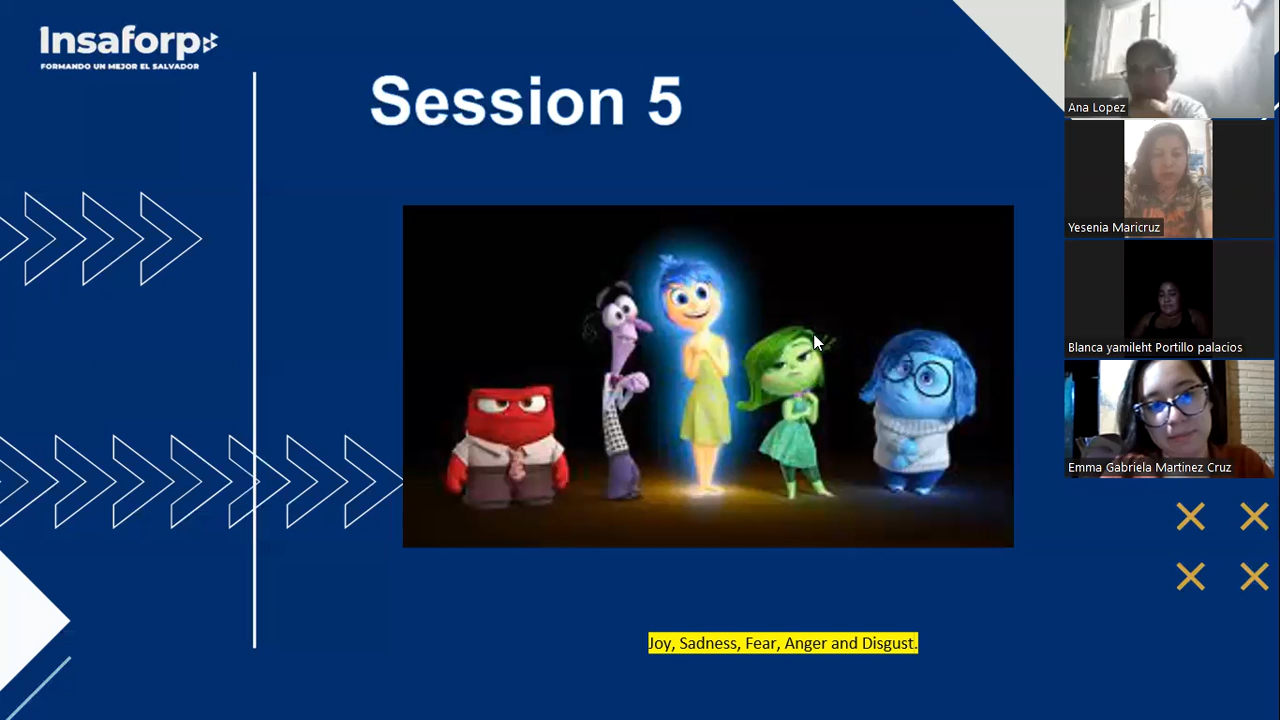 Insaforp
FORMANDO UN MEJOR EL SALVADOR
Session 5
Joy, Sadness, Fear, Anger and Disgust.
Ana Lopez
Yesenia Maricruz
Blanca yamileht Portillo palacios
Emma Gabriela Martinez Cruz